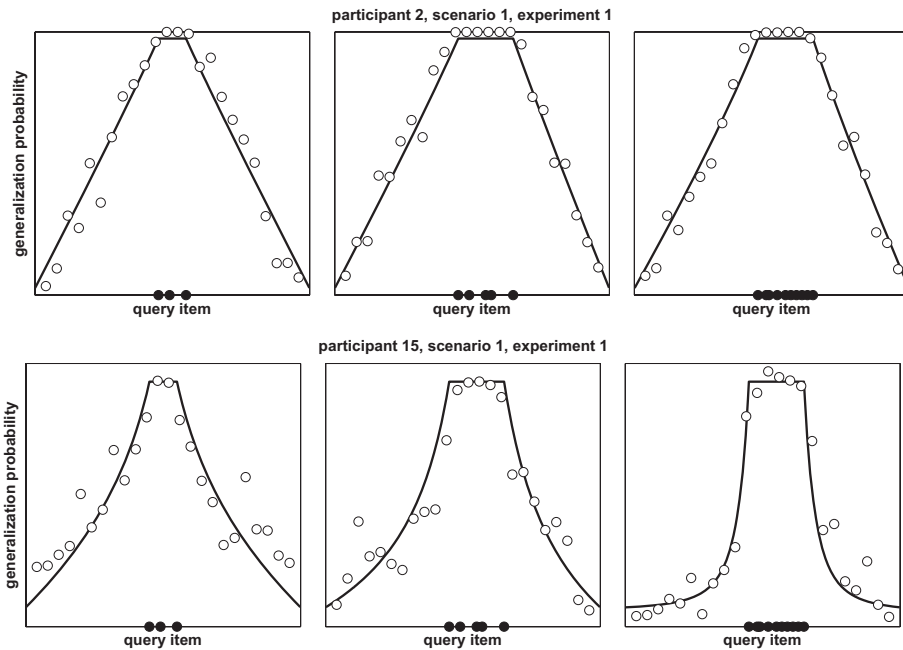 participant 2, scenario 1, experiment 1
generalization probability
query item
query item
query item
participant 15, scenario 1, experiment 1
generalization probability
query item
query item
query item